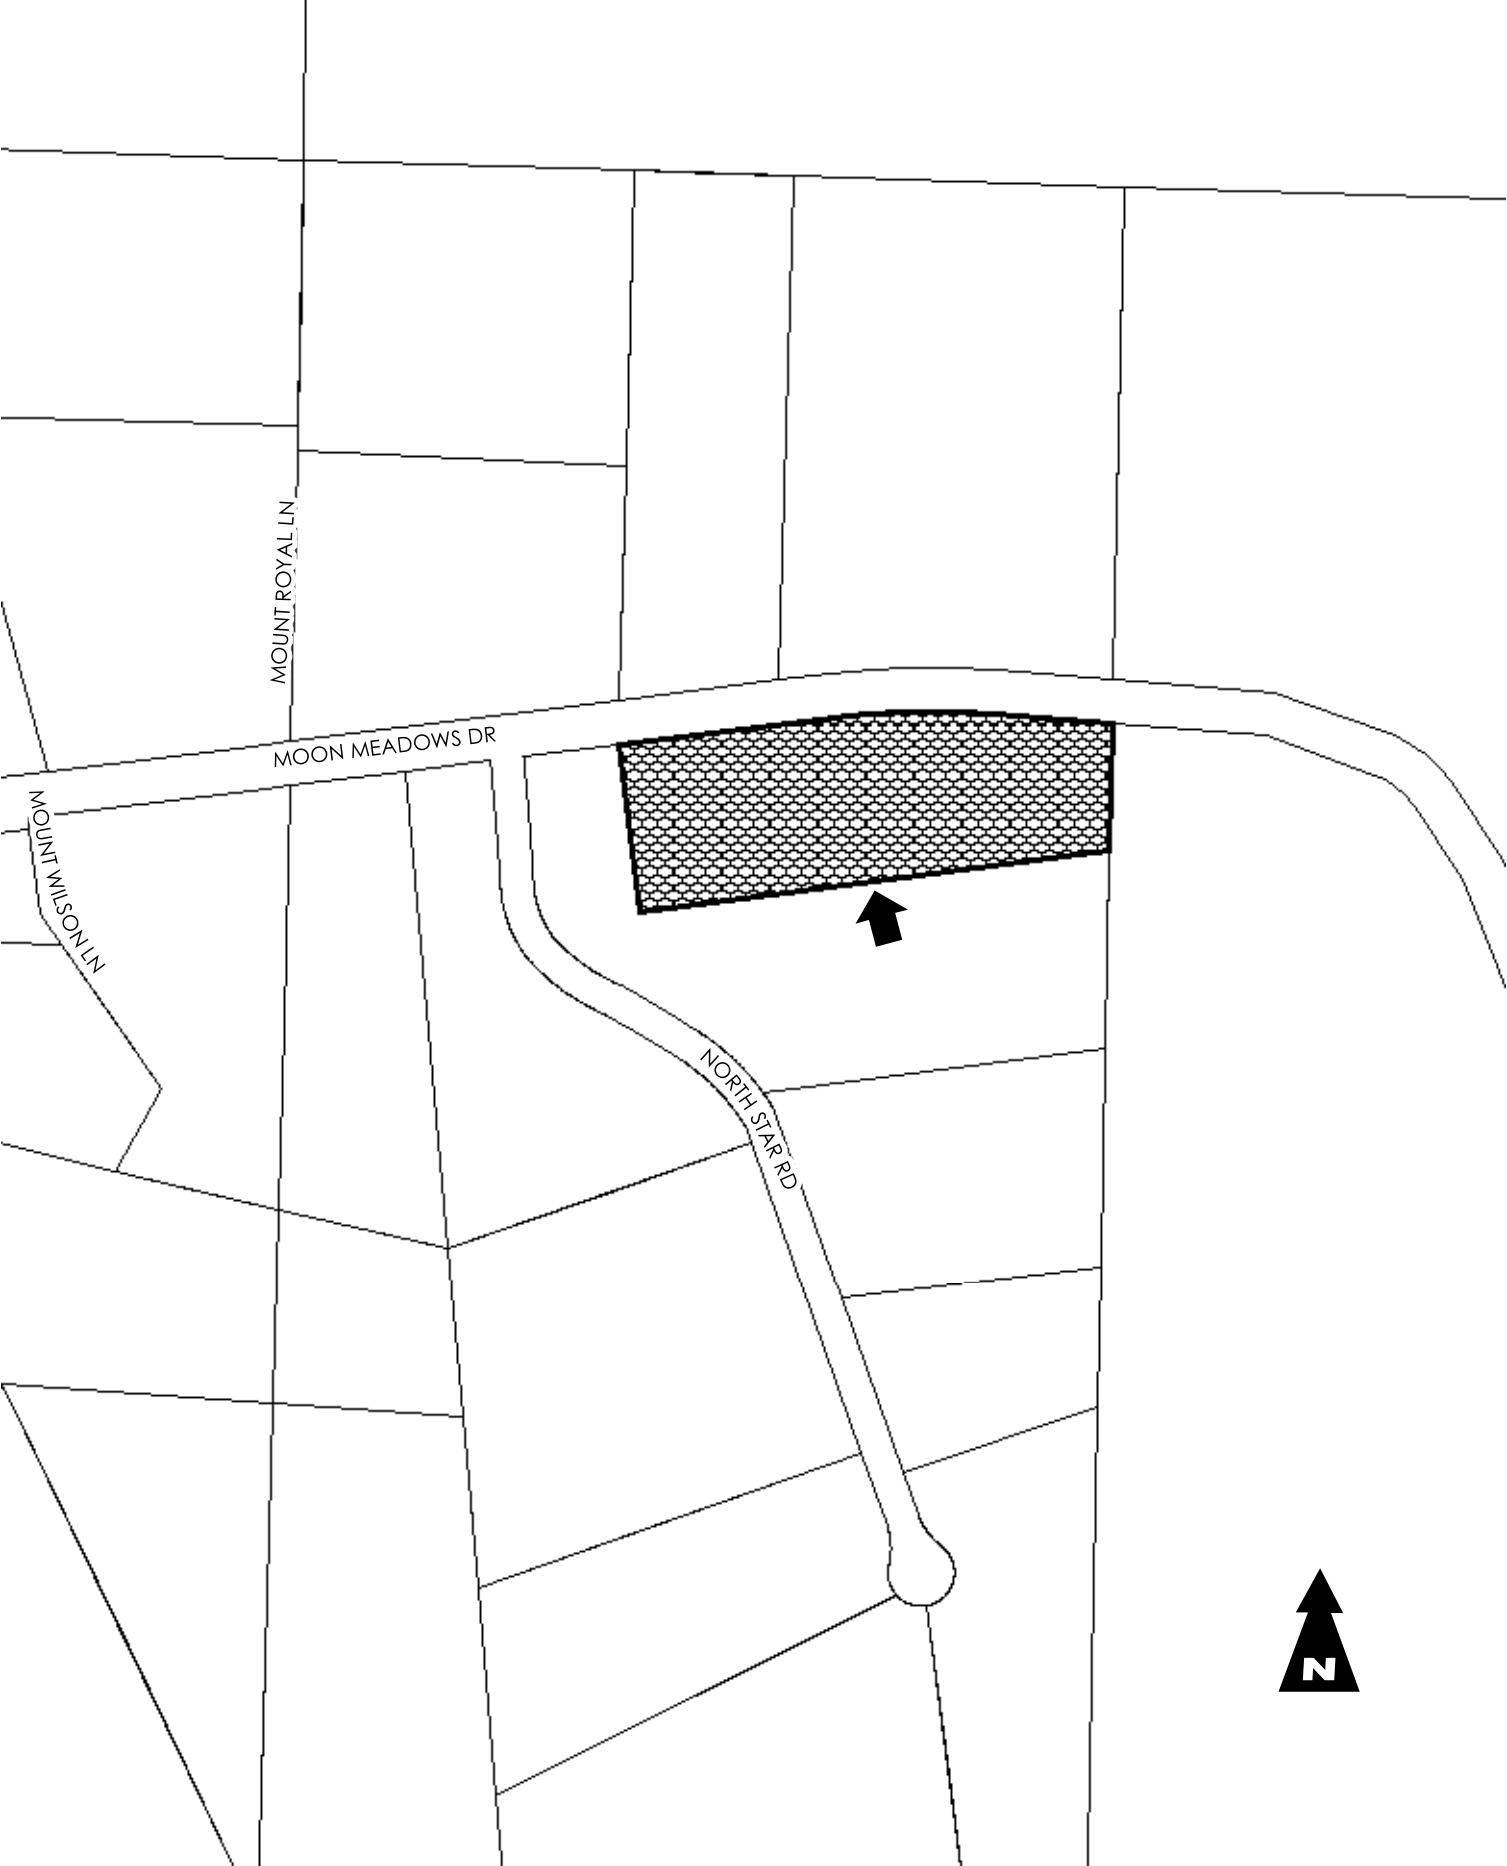 MOUNT ROYAL LN
MOON MEADOWS DR
MOUNT WILSON LN
NORTH STAR RD
N